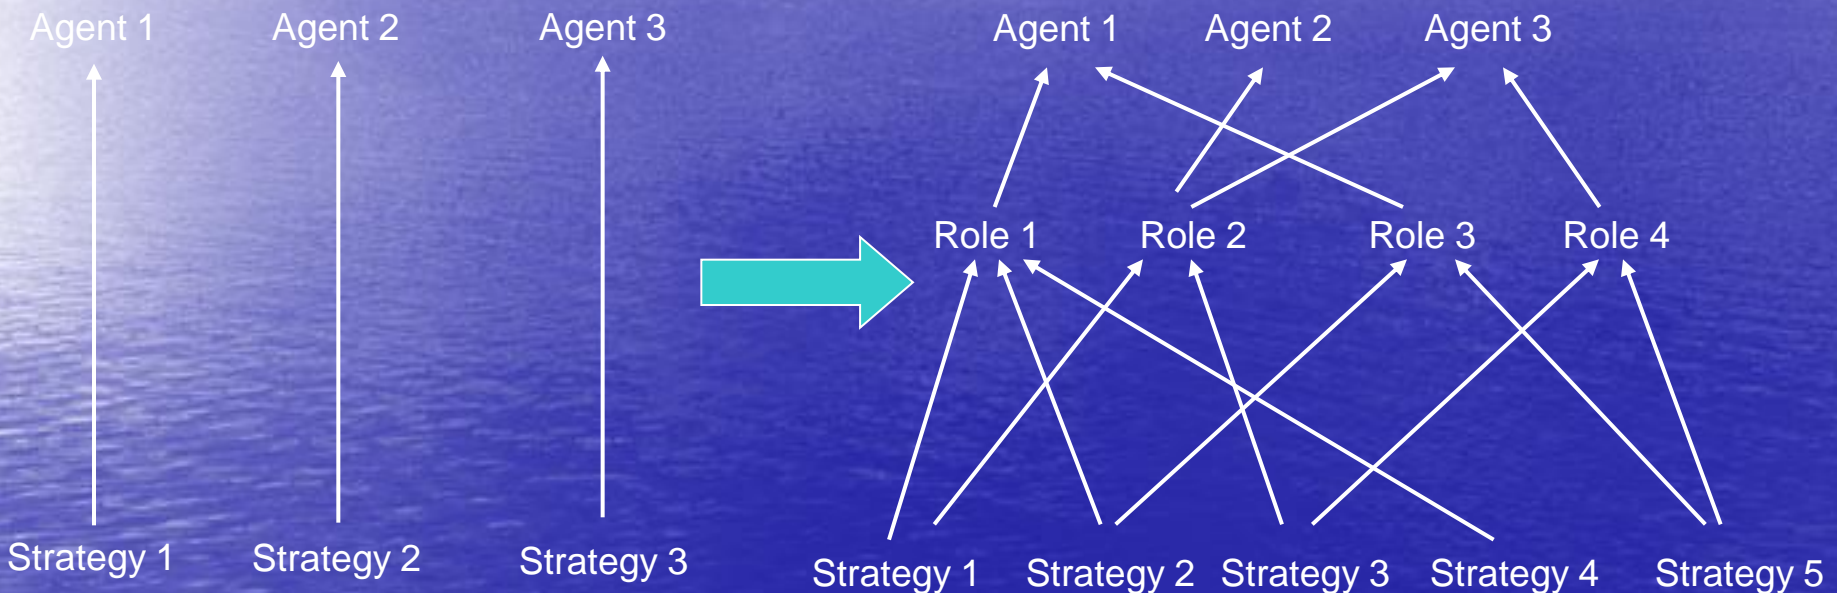 Agent 1 Agent 2 Agent 3 Agent 1 Agent 2 Agent 3
Role 1 Role 2 Role 3 Role 4
Strategy 1 Strategy 2 Strategy 3 Strategy 1 Strategy 2 Strategy 3 Strategy 4 Strategy 5